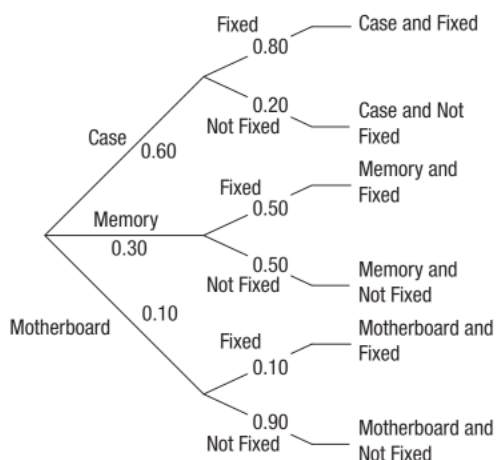 Fixed
0.80
Case and Fixed
0.20
Not Fixed
Case and Not
Fixed
Case
0.60
Fixed
0.50
Memory and
Fixed
Memory
0.30
0.50
Not Fixed
Memory and
Not Fixed
0.10
Motherboard
Fixed
0.10
Motherboard and
Fixed
0.90
Not Fixed
Motherboard and
Not Fixed